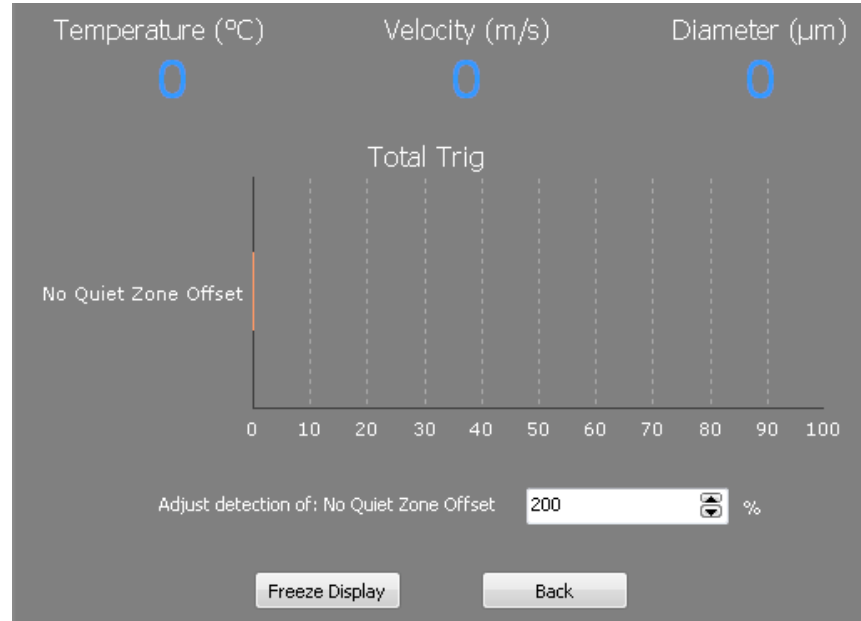 Temperature (ºC) Velocity (m/s) Diameter (µm)
0 0 0
Total Trig
No Quiet Zone Offset
0 10 20 30 40 50 60 70 80 90 100
Adjust detection of: No Quiet Zone Offset 200 %
Freeze Display Back